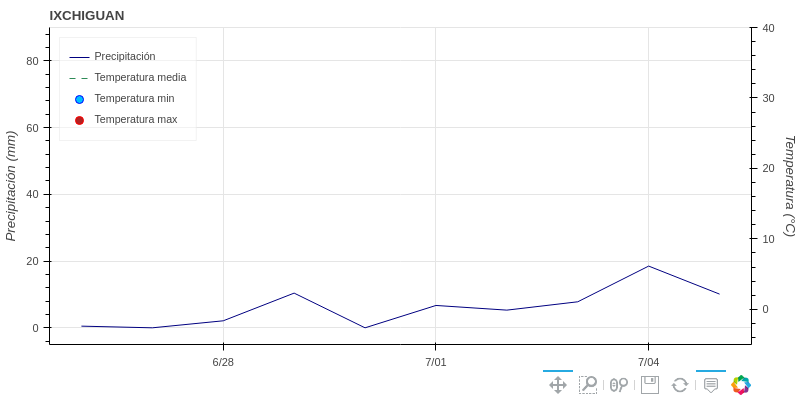 IXCHIGUAN
Precipitación
Temperatura media
Temperatura min
Temperatura max
Precipitación (mm)
80
60
40
20
0
Temperatura (°C)
40
30
20
10
0
6/28
7/01
7/04